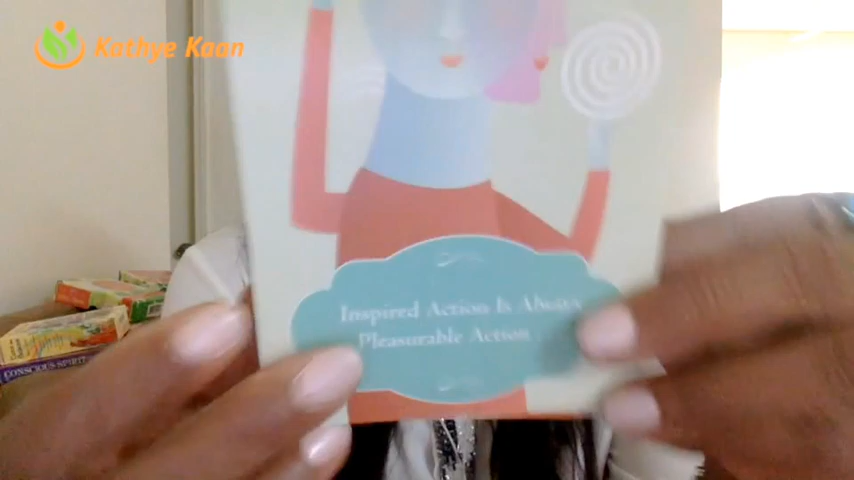 Kathye Kaan
Inspired Action Is Always
Pleasurable Action
CONSCIOUS SPIRIT